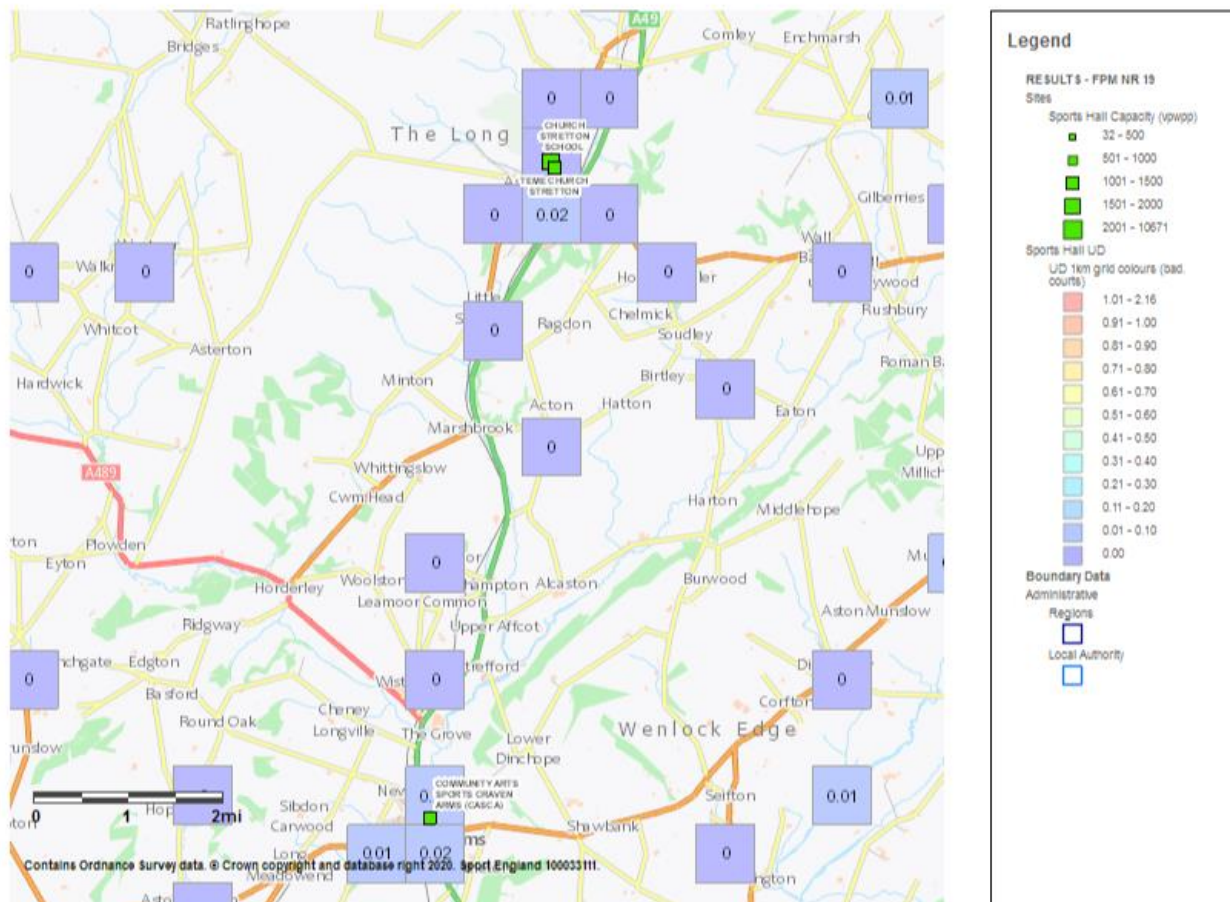 A49
Ratlinghope
Bridges
Comley
Enchmarsh
0
0
0.01
The Long
CHURCH
STRETTON
SCHOOL
TEME CHURCH
STRETTON
Gilberries
0
0.02
0
Wall
0
0
0
0
Little
Ragdon
Chelmick
Soudley
Rushbury
Whitcot
0
Asterton
Roman
Hardwick
Minton
Birtley
0
Acton
Hatton
Eaton
Marshbrook
0
A489
Whittingslow
Cwm Head
Harton
Middlehope
Plowden
Eyton
0
Woolston
Alcaston
Burwood
Horderley
Leamoor Common
Aston Munslow
Ridgway
Upper Affcot
0
Edgton
0
0
Basford
Corfton
Round Oak
Cheney
Longville
The Grove
Wenlock Edge
Lower
Dinchope
COMMUNITY ARTS
SPORTS CRAVEN
ARMS (CASCA)
Seifton
0.01
0 1 2mi
Sibdon
Carwood
Shawbank
0.01
0.02
0
Long
Meadowend
Contains Ordnance Survey data. © Crown copyright and database right 2020. Sport England 100033111.
Legend
RESULTS - FPM NR 19
Sites
Sports Hall Capacity (vpwpp)
32 - 500
501 - 1000
1001 - 1500
1501 - 2000
2001 - 10671
Sports Hall UD
UD 1km grid colours (bad.
courts)
1.01 - 2.16
0.91 - 1.00
0.81 - 0.90
0.71 - 0.80
0.61 - 0.70
0.51 - 0.60
0.41 - 0.50
0.31 - 0.40
0.21 - 0.30
0.11 - 0.20
0.01 - 0.10
0.00
Boundary Data
Administrative
Regions
Local Authority